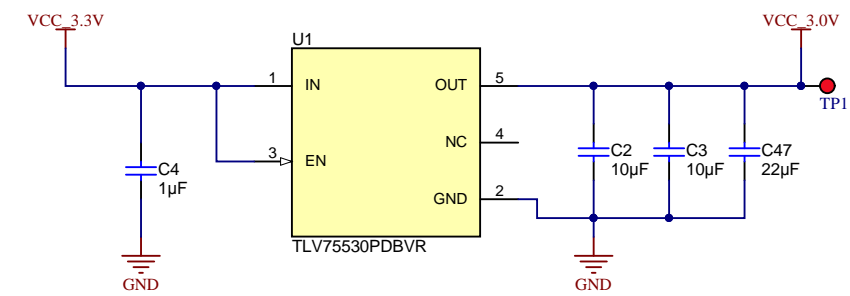 VCC_3.3V
VCC_3.0V
U1
1
IN
OUT
5
TP1
NC
4
3
EN
C4
1µF
C2
10µF
C3
10µF
C47
22µF
GND
2
TLV75530PDBVR
GND
GND